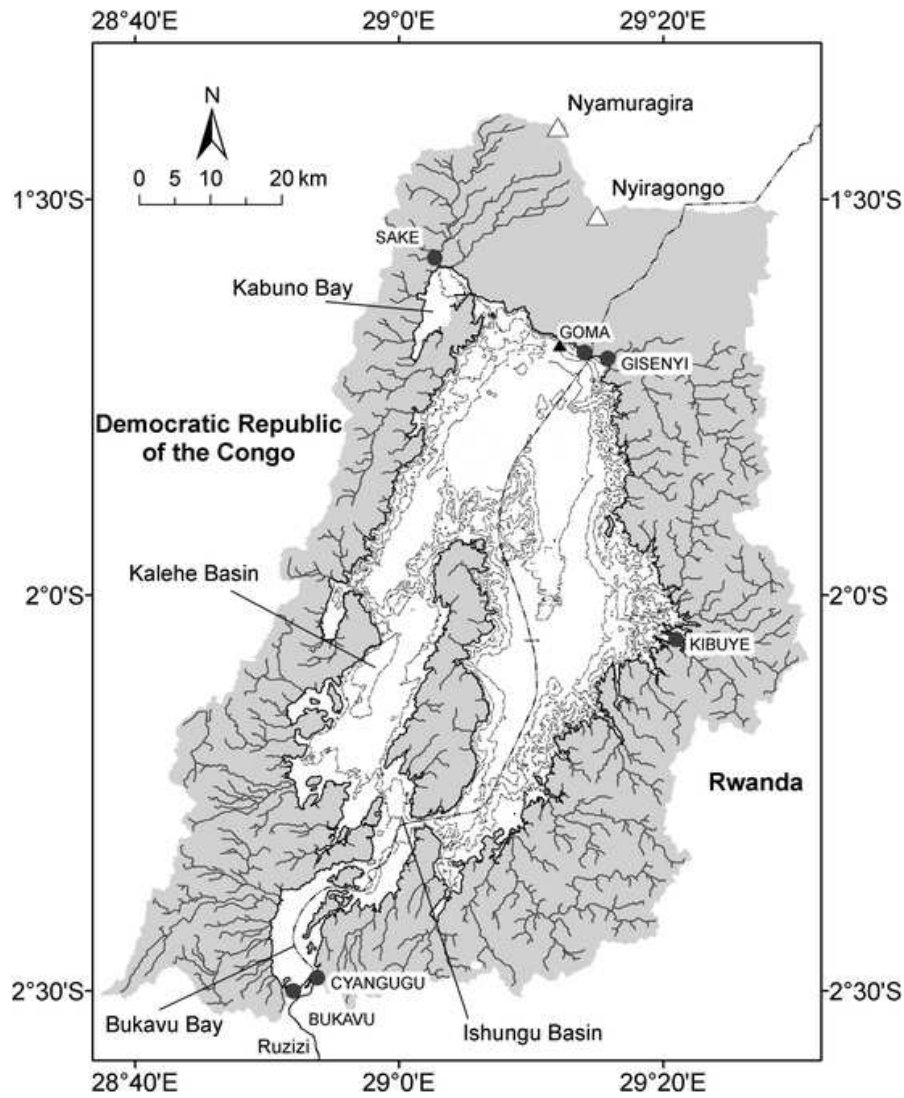 28°40'E 29°0'E 29°20'E
N
Nyamuragira
0 5 10 20 km
Nyiragongo
1°30'S 1°30'S
SAKE
Kabuno Bay
GOMA
GISENYI
Democratic Republic
of the Congo
Kalehe Basin
2°0'S 2°0'S
KIBUYE
Rwanda
2°30'S 2°30'S
CYANGUGU
BUKAVU
Bukavu Bay
Ishungu Basin
Ruzizi
28°40'E 29°0'E 29°20'E